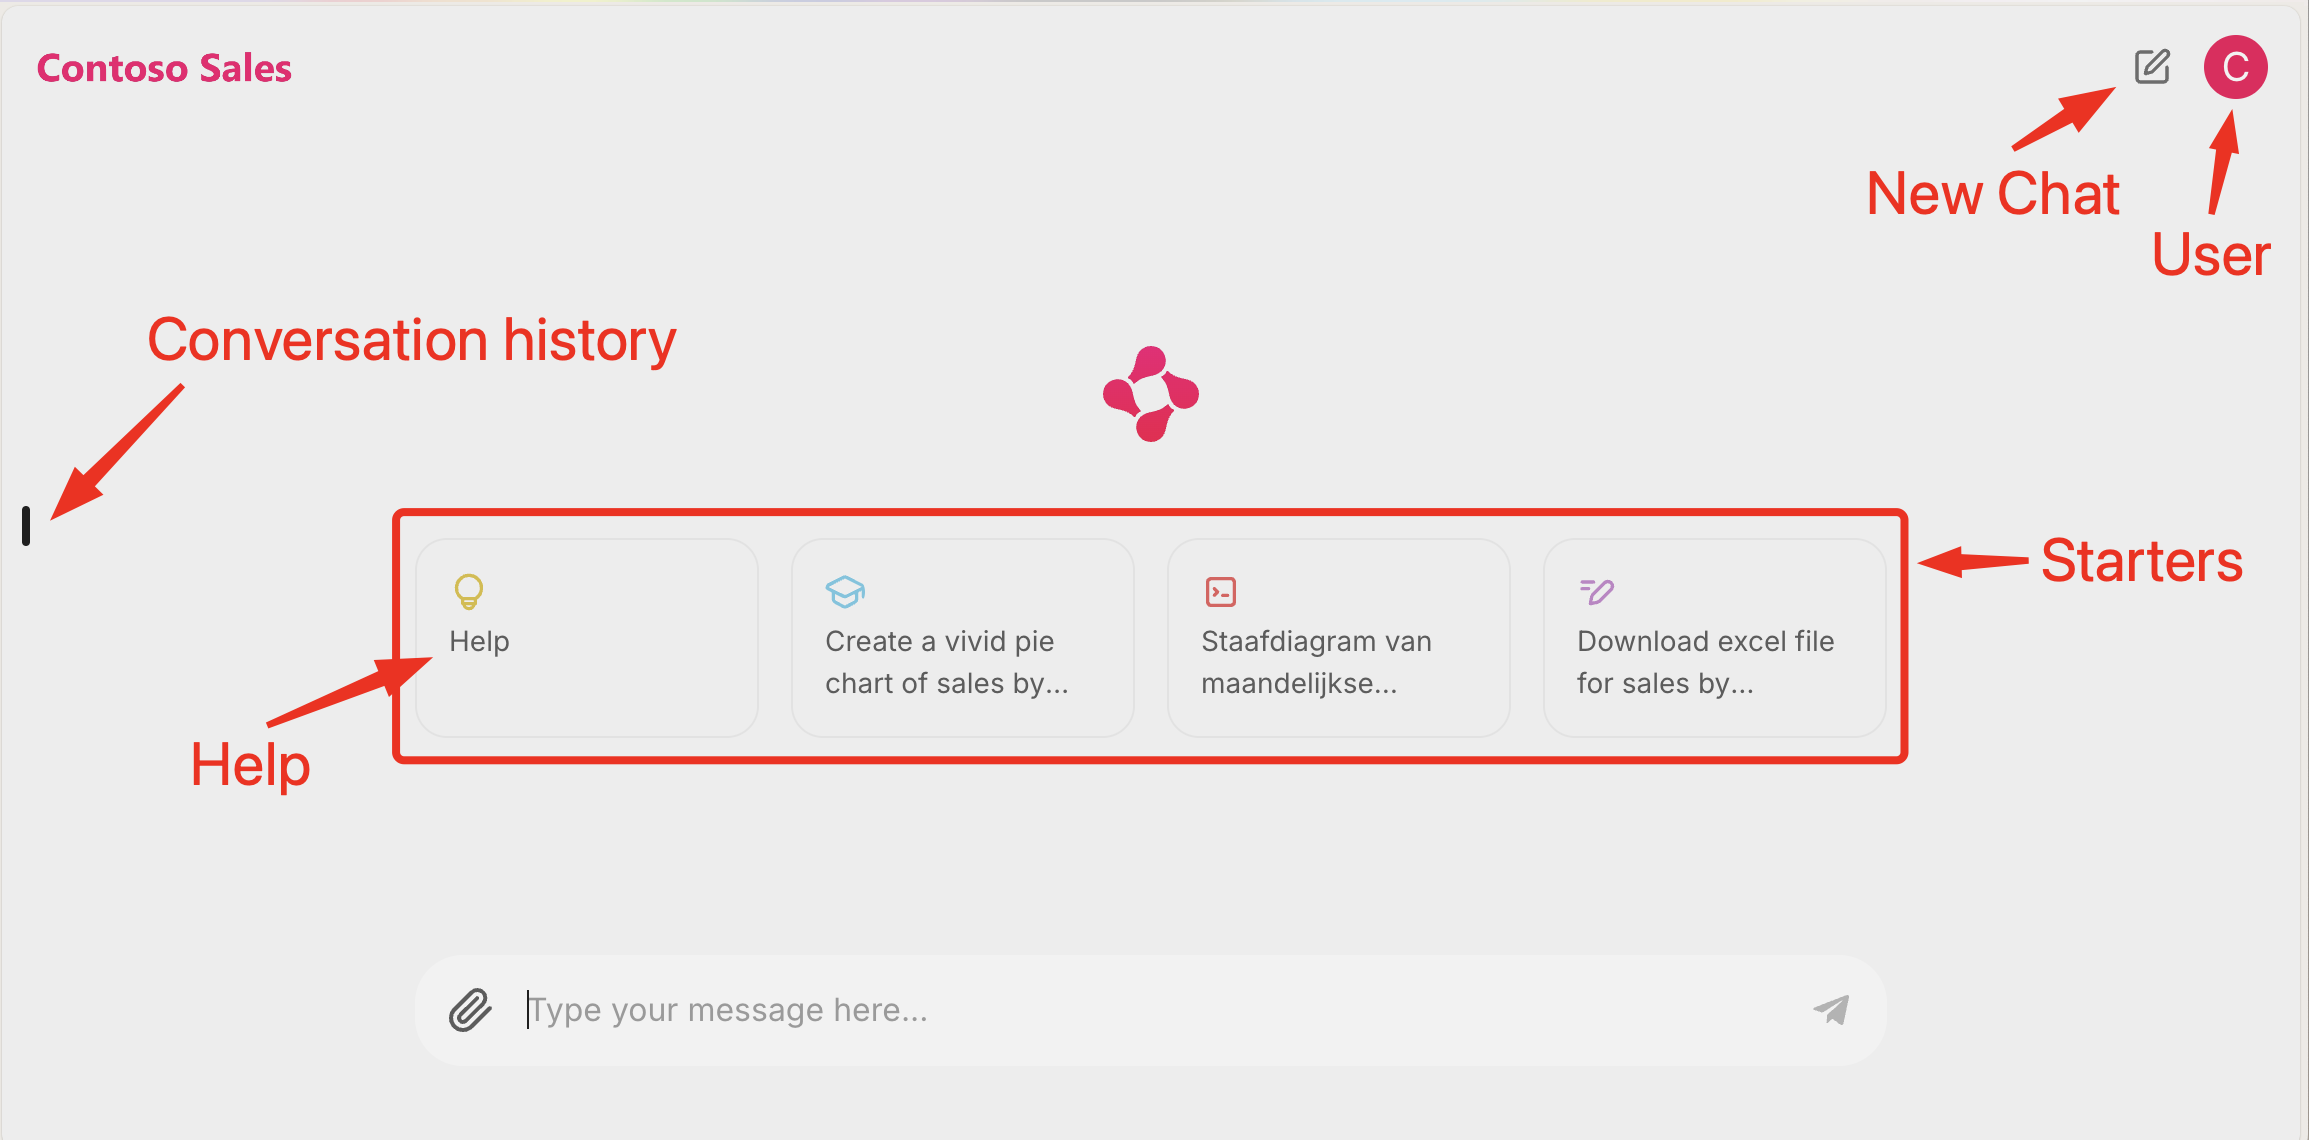 Contoso Sales
C
New Chat
User
Conversation history
Starters
Help
Create a vivid pie
chart of sales by...
Staafdiagram van
maandelijkse...
Download excel file
for sales by...
Help
Type your message here...